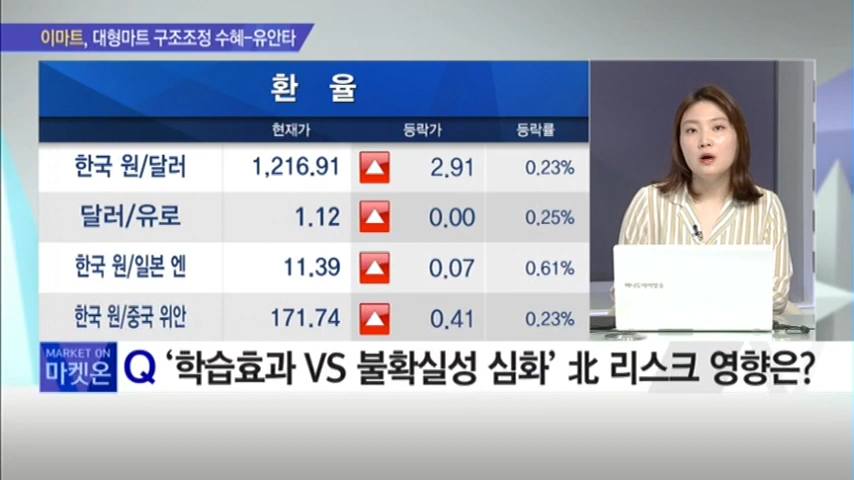 이마트, 대형마트 구조조정 수혜-유안타
환 율
현재가 등락가 등락률
한국 원/달러 1,216.91 2.91 0.23%
달러/유로 1.12 0.00 0.25%
한국 원/일본 엔 11.39 0.07 0.61%
한국 원/중국 위안 171.74 0.41 0.23%
MARKET ON
마켓온
Q ‘학습효과 VS 불확실성 심화’ 北 리스크 영향은?